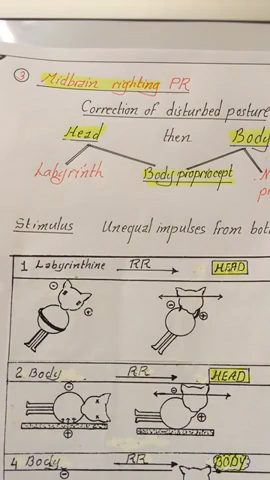 ③ Midbrain righting PR
Correction of disturbed posture
Head then Body
Labyrinth Body propriocept
Stimulus Unequal impulses from bot
1 Labyrinthine RR HEAD
2 Body RR HEAD
4 Body RR BODY